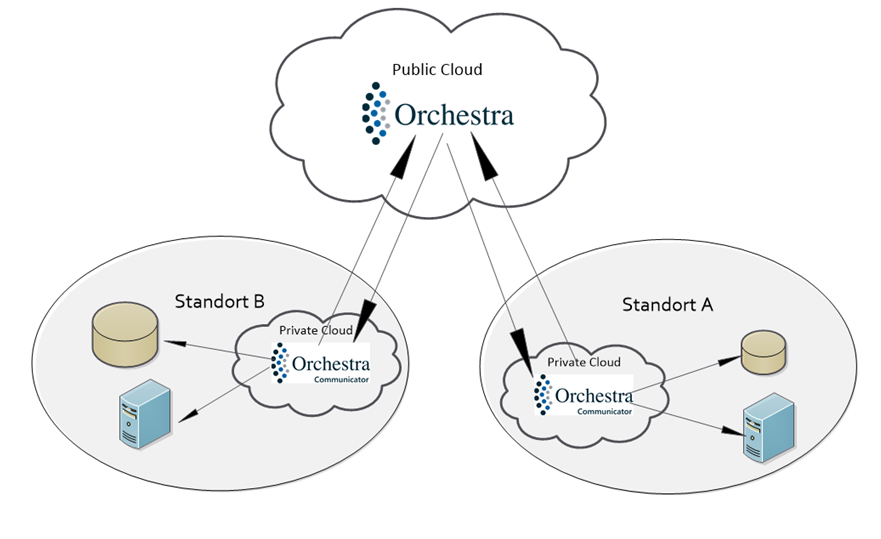 Public Cloud
Orchestra
Standort B
Private Cloud
Orchestra
Communicator
Standort A
Private Cloud
Orchestra
Communicator